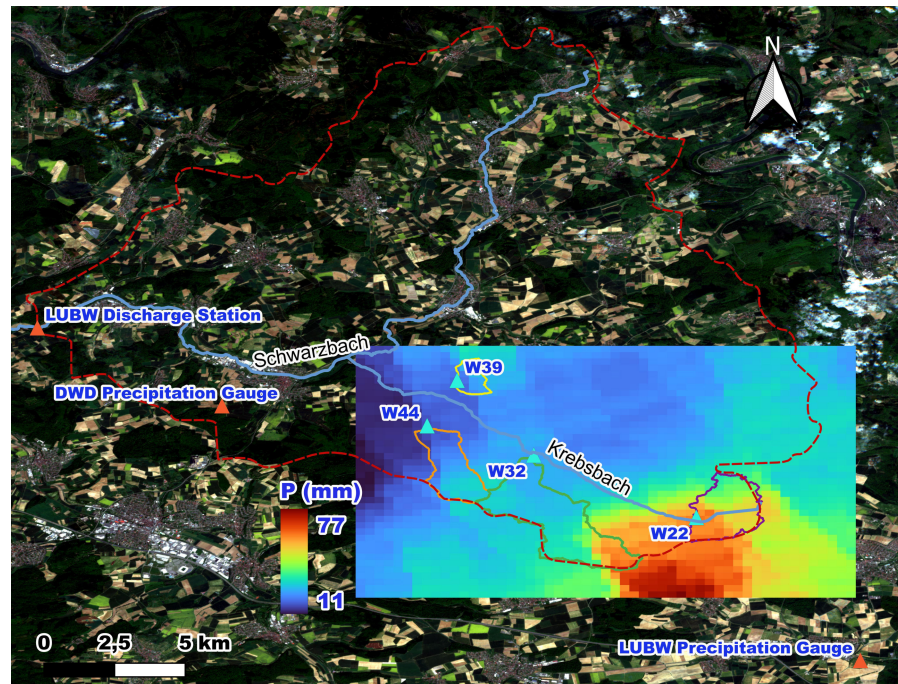 N
LUBW Discharge Station
Schwarzbach
W39
DWD Precipitation Gauge
W44
W32
Krebsbach
P (mm)
77
W22
11
0 2,5 5 km
LUBW Precipitation Gauge